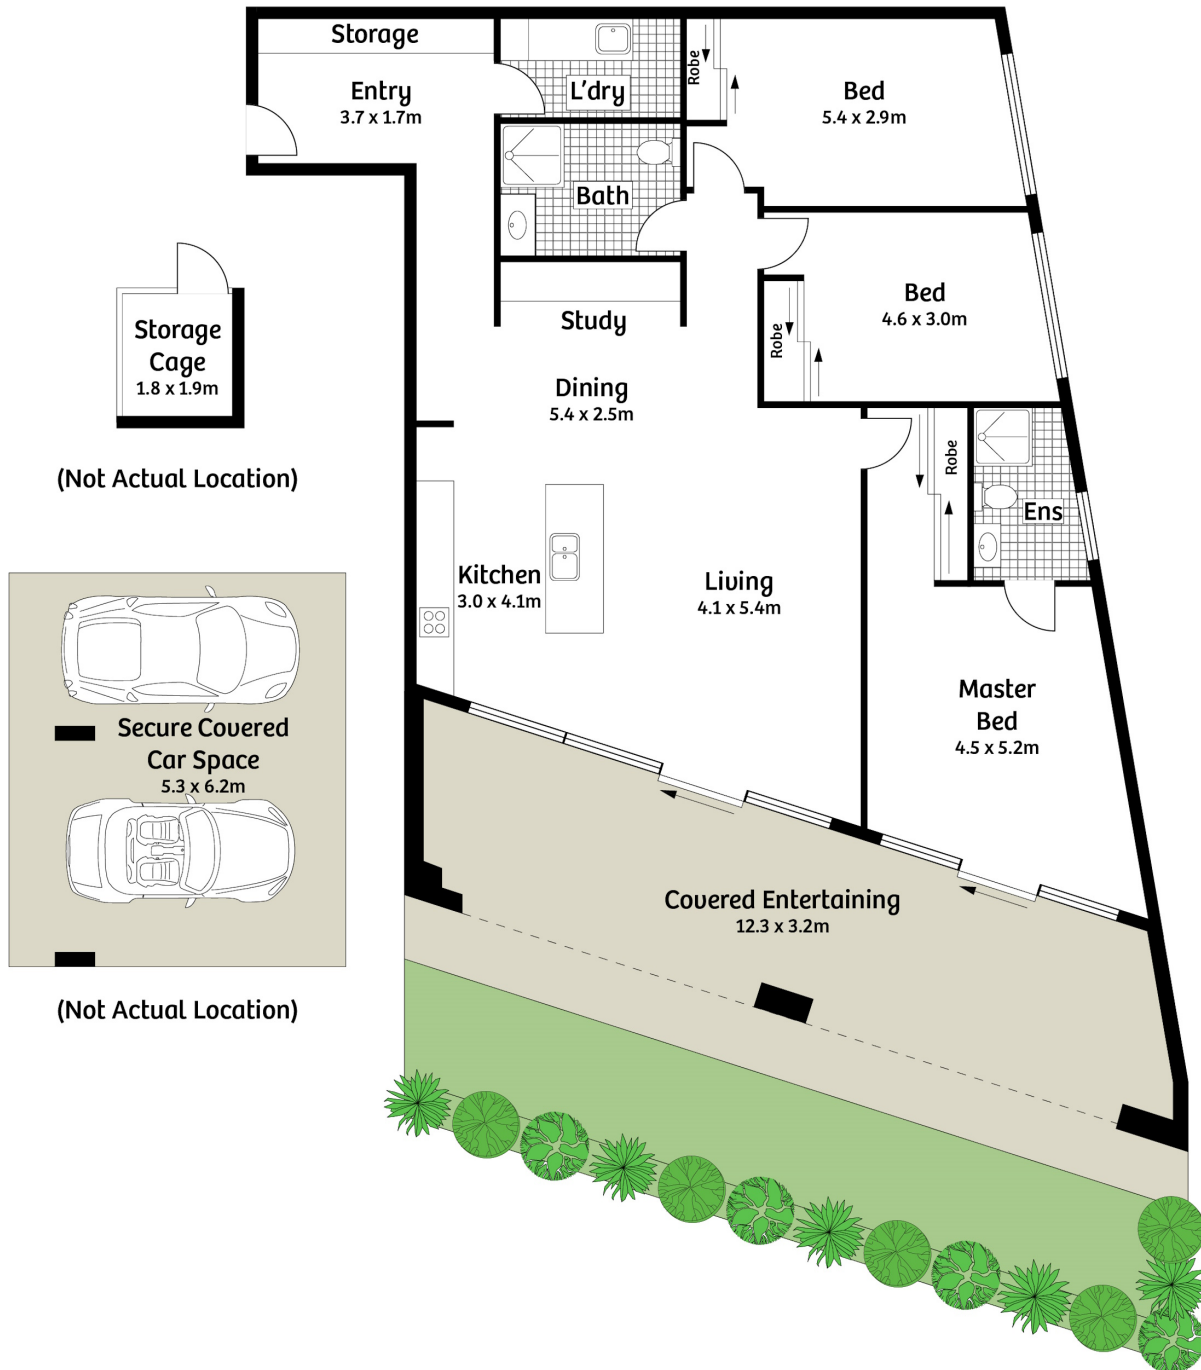 Storage
Entry
3.7 x 1.7m
L'dry
Robe
Bed
5.4 x 2.9m
Bath
Bed
4.6 x 3.0m
Robe
Storage
Cage
1.8 x 1.9m
(Not Actual Location)
Study
Dining
5.4 x 2.5m
Robe
Ens
Kitchen
3.0 x 4.1m
Living
4.1 x 5.4m
Master
Bed
4.5 x 5.2m
Secure Covered
Car Space
5.3 x 6.2m
(Not Actual Location)
Covered Entertaining
12.3 x 3.2m